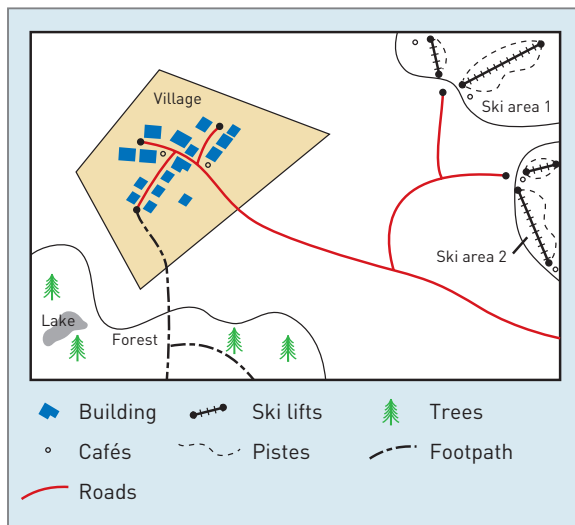 Village
Ski area 1
Ski area 2
Lake
Forest
Building
Ski lifts
Trees
Cafés
Pistes
Footpath
Roads